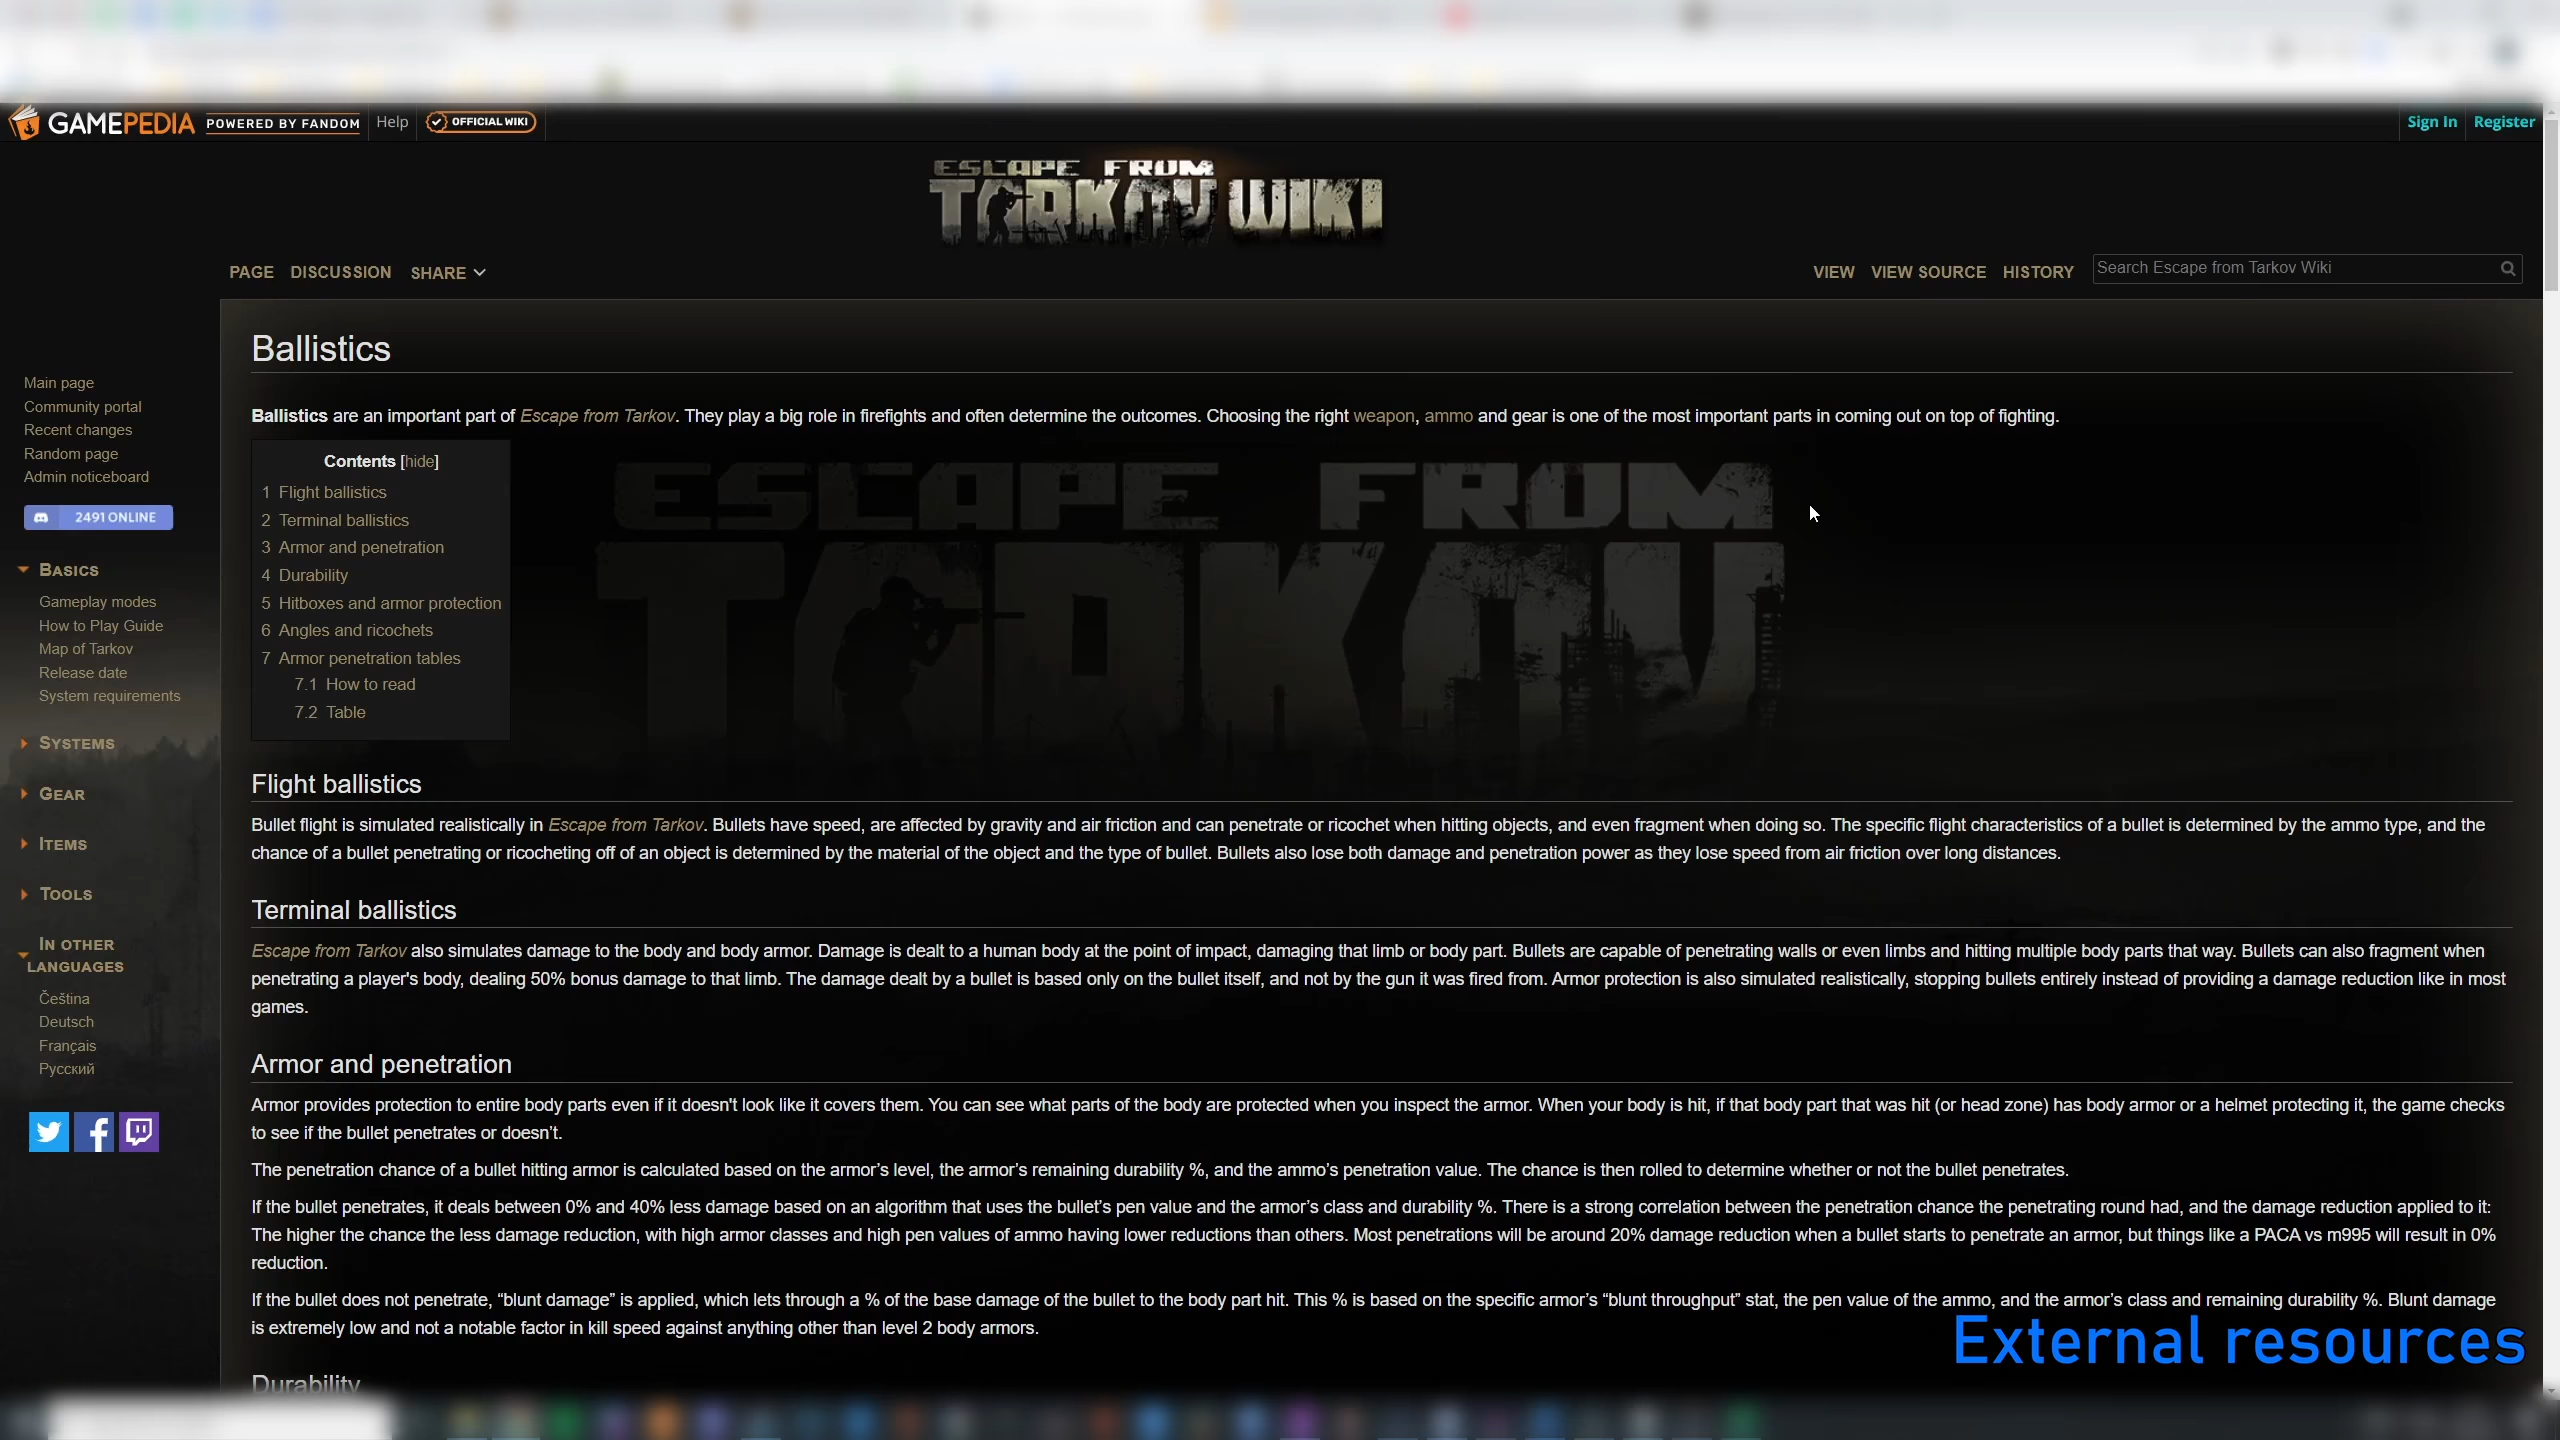 GAMEPEDIA POWERED BY FANDOM Help OFFICIAL WIKI Sign In Register
ESCAPE FROM
TARKOV WIKI
PAGE DISCUSSION SHARE VIEW VIEW SOURCE HISTORY Search Escape from Tarkov Wiki
Main page
Community portal
Recent changes
Random page
Admin noticeboard
2491 ONLINE
BASICS
Gameplay modes
How to Play Guide
Map of Tarkov
Release date
System requirements
SYSTEMS
GEAR
ITEMS
TOOLS
IN OTHER
LANGUAGES
Čeština
Deutsch
Français
Русский
Ballistics
Ballistics are an important part of Escape from Tarkov. They play a big role in firefights and often determine the outcomes. Choosing the right weapon, ammo and gear is one of the most important parts in coming out on top of fighting.
Contents [hide]
1 Flight ballistics
2 Terminal ballistics
3 Armor and penetration
4 Durability
5 Hitboxes and armor protection
6 Angles and ricochets
7 Armor penetration tables
7.1 How to read
7.2 Table
ESCAPE FROM
TARKOV
Flight ballistics
Bullet flight is simulated realistically in Escape from Tarkov. Bullets have speed, are affected by gravity and air friction and can penetrate or ricochet when hitting objects, and even fragment when doing so. The specific flight characteristics of a bullet is determined by the ammo type, and the
chance of a bullet penetrating or ricocheting off of an object is determined by the material of the object and the type of bullet. Bullets also lose both damage and penetration power as they lose speed from air friction over long distances.
Terminal ballistics
Escape from Tarkov also simulates damage to the body and body armor. Damage is dealt to a human body at the point of impact, damaging that limb or body part. Bullets are capable of penetrating walls or even limbs and hitting multiple body parts that way. Bullets can also fragment when
penetrating a player's body, dealing 50% bonus damage to that limb. The damage dealt by a bullet is based only on the bullet itself, and not by the gun it was fired from. Armor protection is also simulated realistically, stopping bullets entirely instead of providing a damage reduction like in most
games.
Armor and penetration
Armor provides protection to entire body parts even if it doesn't look like it covers them. You can see what parts of the body are protected when you inspect the armor. When your body is hit, if that body part that was hit (or head zone) has body armor or a helmet protecting it, the game checks
to see if the bullet penetrates or doesn't.
The penetration chance of a bullet hitting armor is calculated based on the armor's level, the armor's remaining durability %, and the ammo's penetration value. The chance is then rolled to determine whether or not the bullet penetrates.
If the bullet penetrates, it deals between 0% and 40% less damage based on an algorithm that uses the bullet's pen value and the armor's class and durability %. There is a strong correlation between the penetration chance the penetrating round had, and the damage reduction applied to it:
The higher the chance the less damage reduction, with high armor classes and high pen values of ammo having lower reductions than others. Most penetrations will be around 20% damage reduction when a bullet starts to penetrate an armor, but things like a PACA vs m995 will result in 0%
reduction.
If the bullet does not penetrate, “blunt damage” is applied, which lets through a % of the base damage of the bullet to the body part hit. This % is based on the specific armor's “blunt throughput” stat, the pen value of the ammo, and the armor's class and remaining durability %. Blunt damage
is extremely low and not a notable factor in kill speed against anything other than level 2 body armors.
External resources
Durability